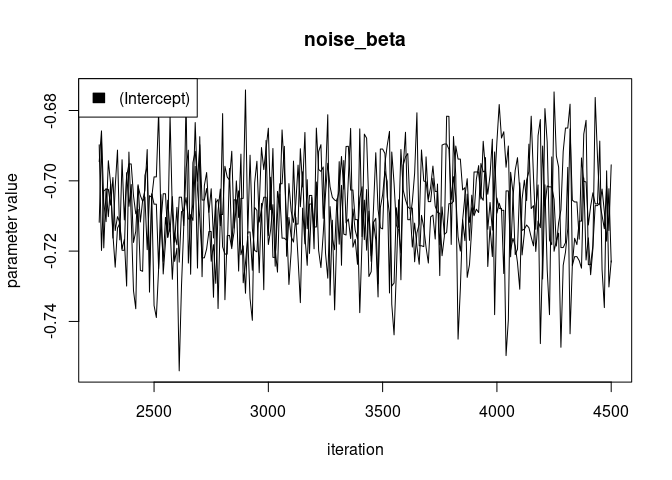 noise_beta
(Intercept)
-0.68
-0.70
-0.72
-0.74
parameter value
2500 3000 3500 4000 4500
iteration